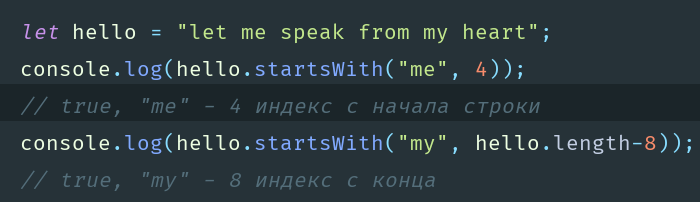 let hello = "let me speak from my heart";
console.log(hello.startsWith("me", 4));
// true, "me" - 4 индекс с начала строки
console.log(hello.startsWith("my", hello.length-8));
// true, "my" - 8 индекс с конца